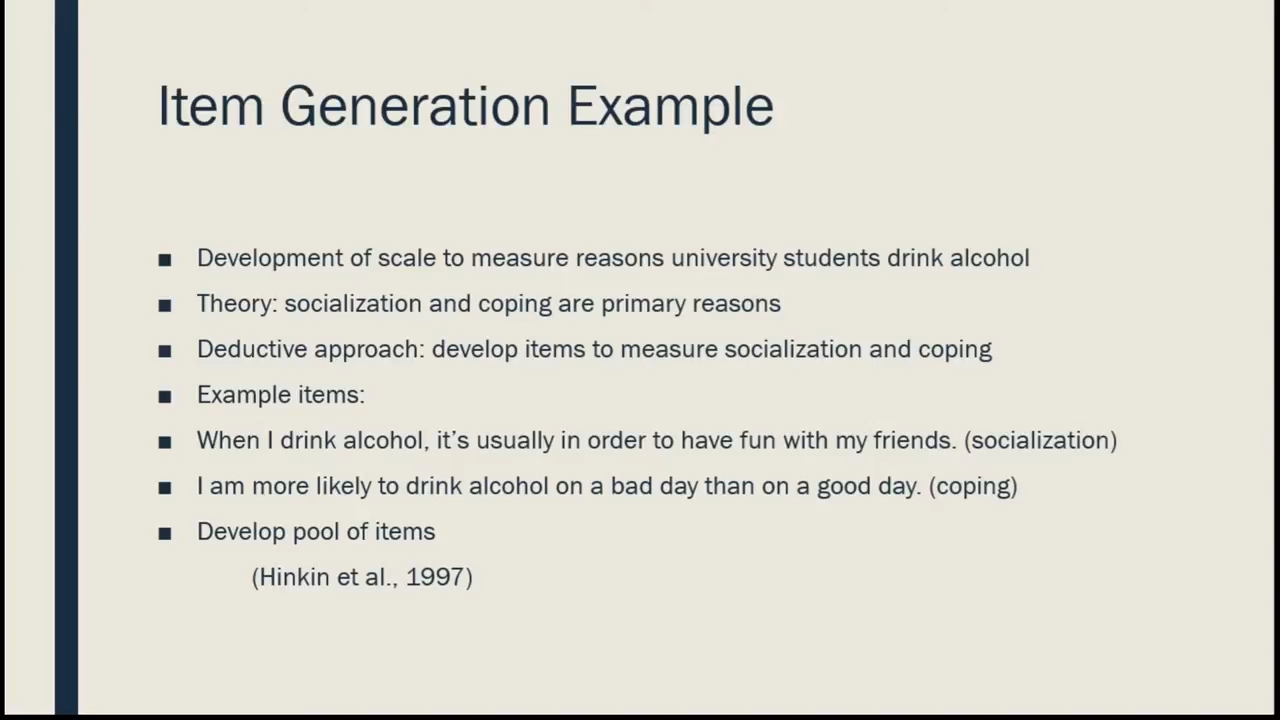 Item Generation Example
■ Development of scale to measure reasons university students drink alcohol
■ Theory: socialization and coping are primary reasons
■ Deductive approach: develop items to measure socialization and coping
■ Example items:
■ When I drink alcohol, it’s usually in order to have fun with my friends. (socialization)
■ I am more likely to drink alcohol on a bad day than on a good day. (coping)
■ Develop pool of items
(Hinkin et al., 1997)